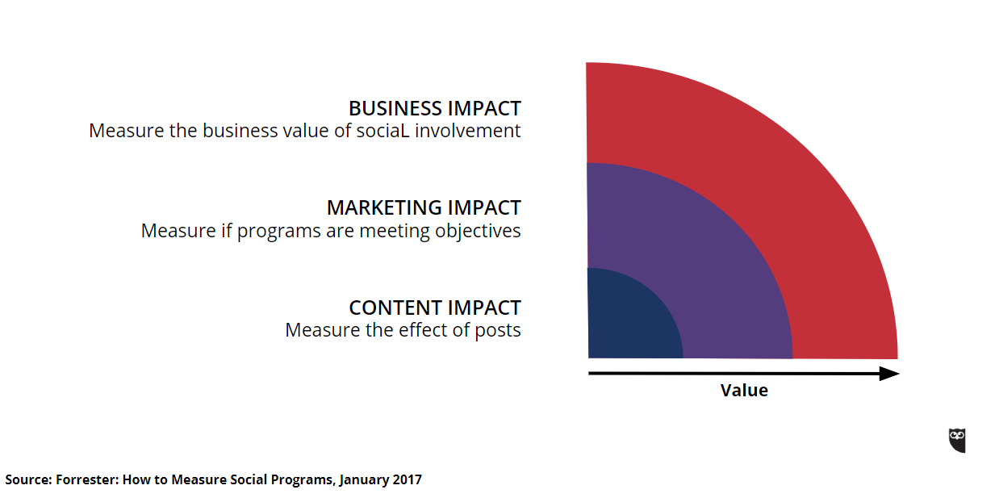 BUSINESS IMPACT
Measure the business value of sociaL involvement
MARKETING IMPACT
Measure if programs are meeting objectives
CONTENT IMPACT
Measure the effect of posts
Value
Source: Forrester: How to Measure Social Programs, January 2017